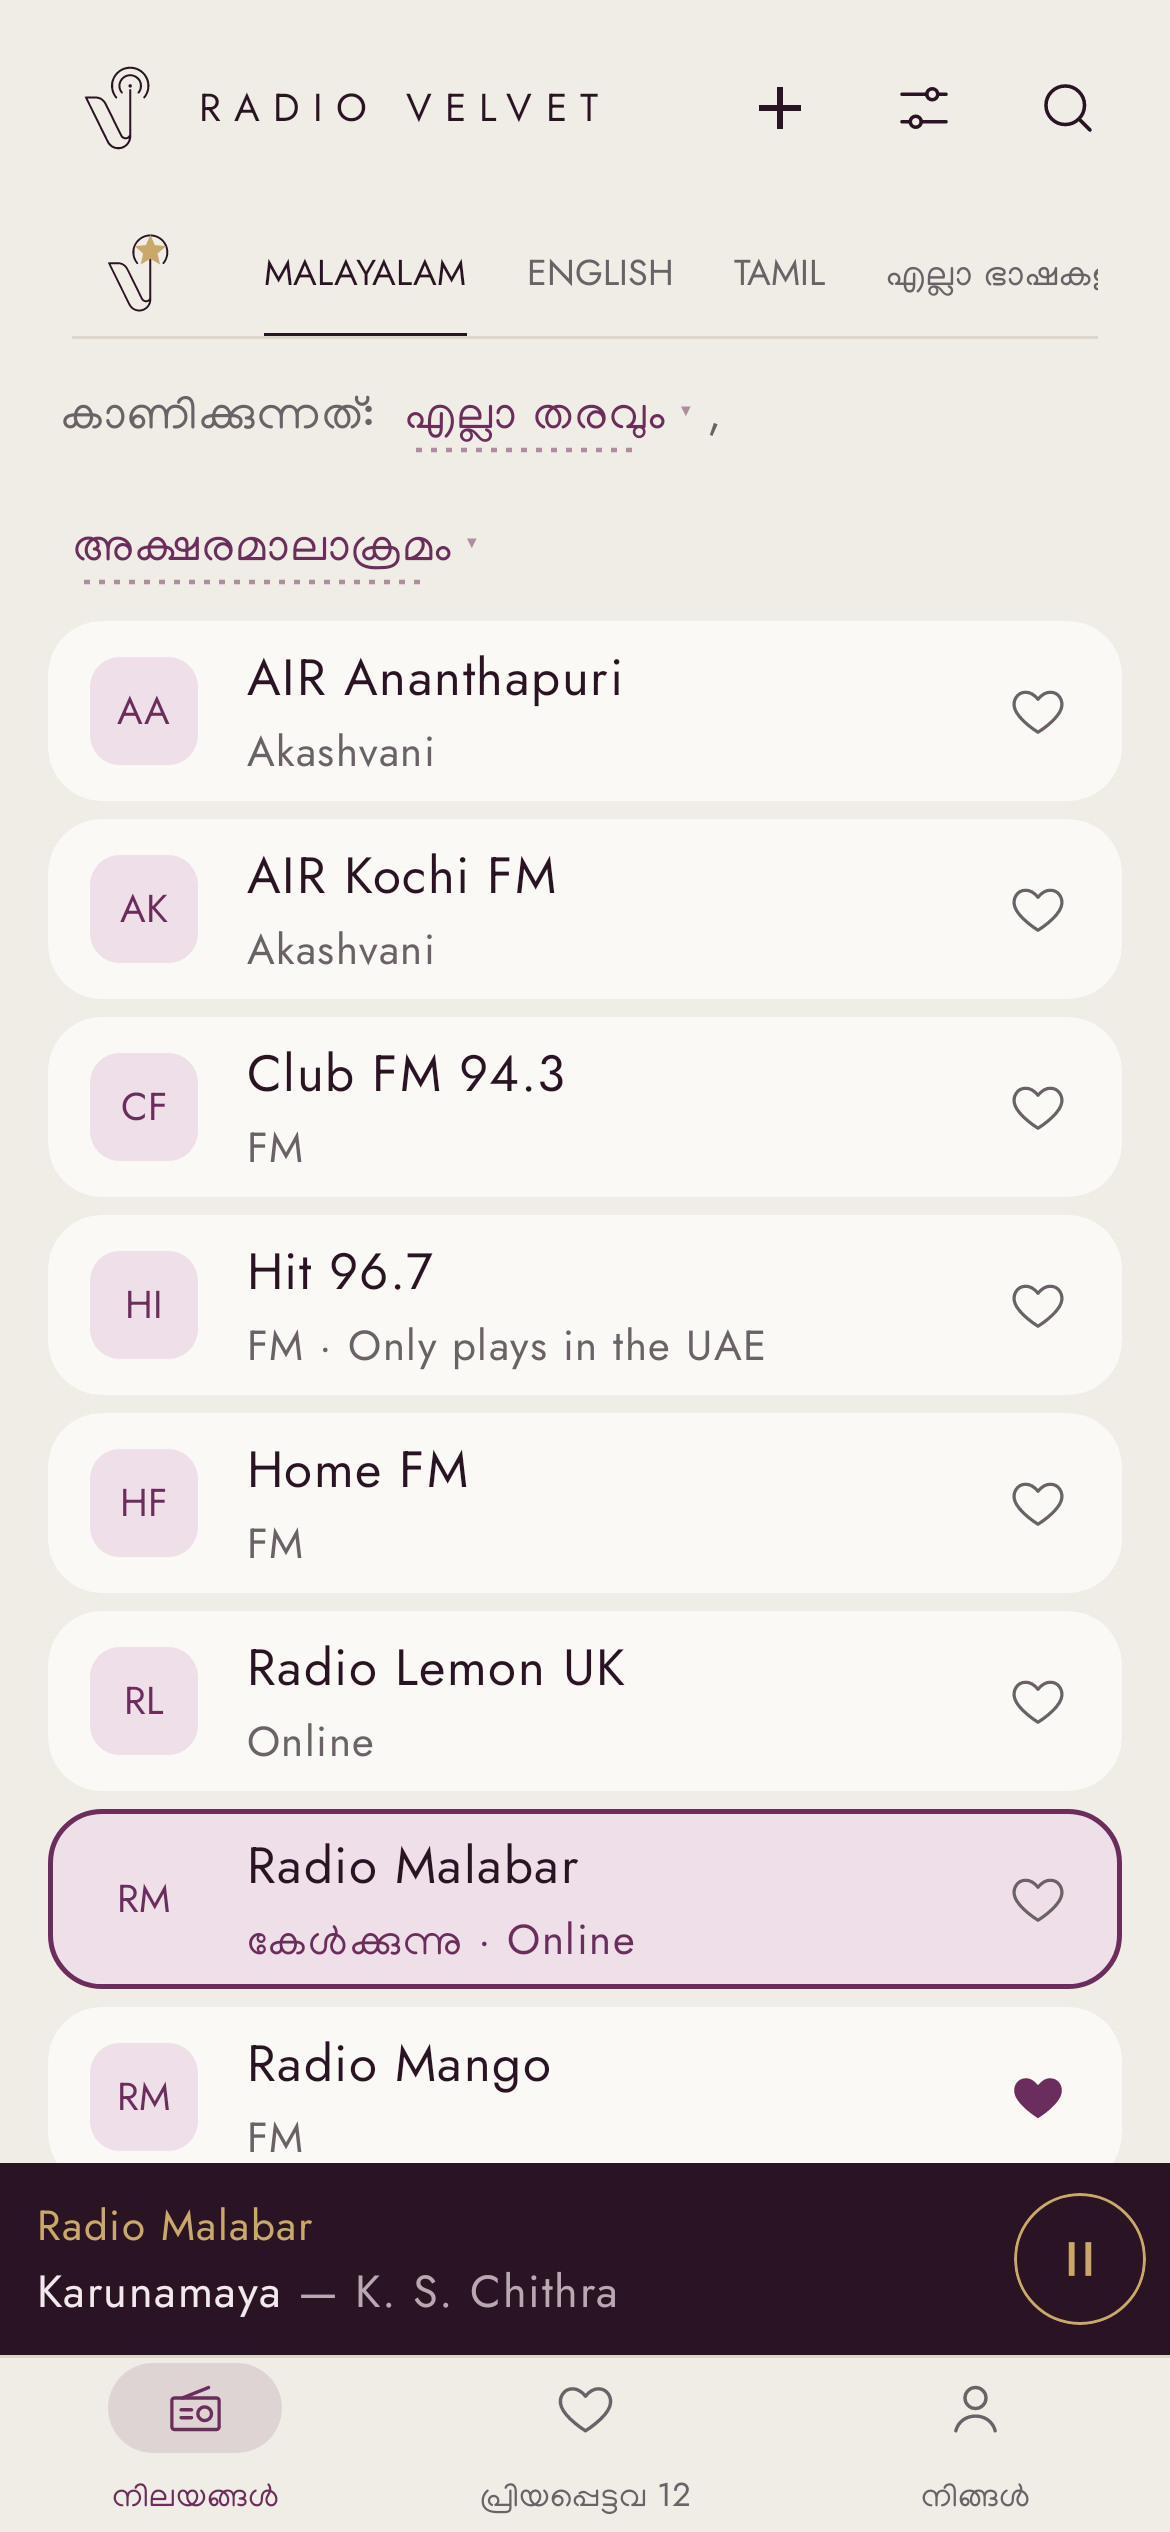 RADIO VELVET
MALAYALAM ENGLISH TAMIL എല്ലാ
കാണിക്കുന്നത്: എല്ലാ തരവും ,
അക്ഷരമാലാക്രമം
AA AIR Ananthapuri
Akashvani
AK AIR Kochi FM
Akashvani
CF Club FM 94.3
FM
HI Hit 96.7
FM · Only plays in the UAE
HF Home FM
FM
RL Radio Lemon UK
Online
RM Radio Malabar
കേൾക്കുന്നു · Online
RM Radio Mango
FM
Radio Malabar
Karunamaya — K. S. Chithra
നിലയങ്ങൾ പ്രിയപ്പെട്ടവ 12 നിങ്ങൾ